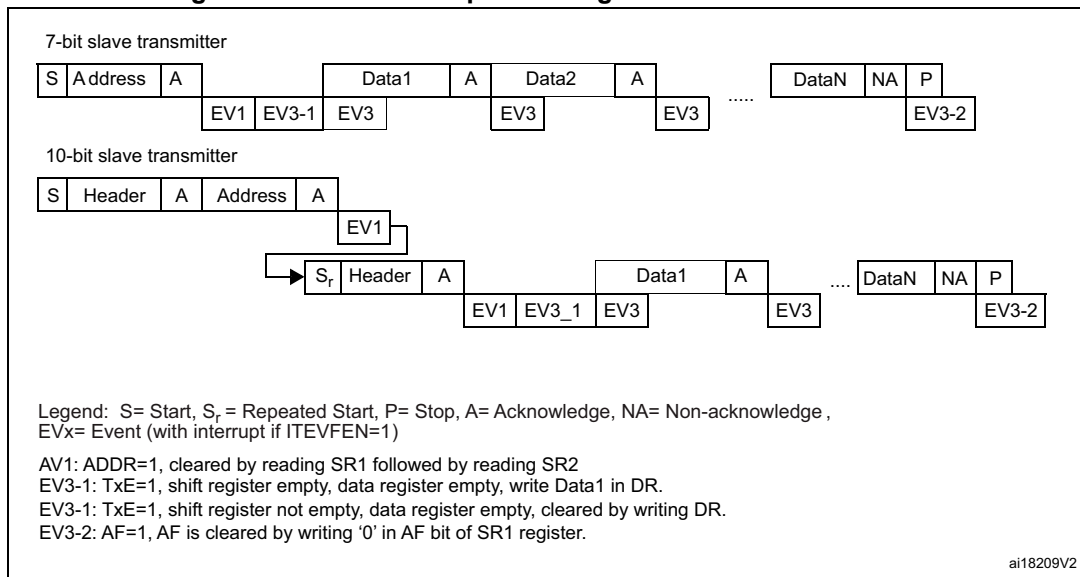 7-bit slave transmitter
S Address A Data1 A Data2 A ..... DataN NA P
EV1 EV3-1 EV3 EV3 EV3 EV3-2
10-bit slave transmitter
S Header A Address A
EV1
Sr Header A Data1 A .... DataN NA P
EV1 EV3_1 EV3 EV3 EV3-2
Legend: S= Start, Sr = Repeated Start, P= Stop, A= Acknowledge, NA= Non-acknowledge ,
EVx= Event (with interrupt if ITEVFEN=1)
AV1: ADDR=1, cleared by reading SR1 followed by reading SR2
EV3-1: TxE=1, shift register empty, data register empty, write Data1 in DR.
EV3-1: TxE=1, shift register not empty, data register empty, cleared by writing DR.
EV3-2: AF=1, AF is cleared by writing ‘0’ in AF bit of SR1 register.
ai18209V2